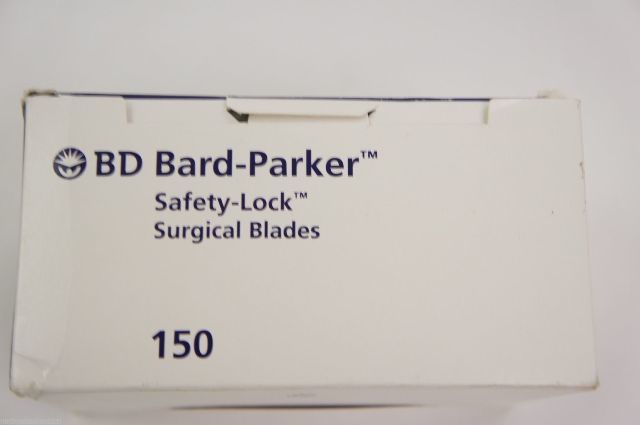 BD Bard-Parker™
Safety-Lock™
Surgical Blades
150